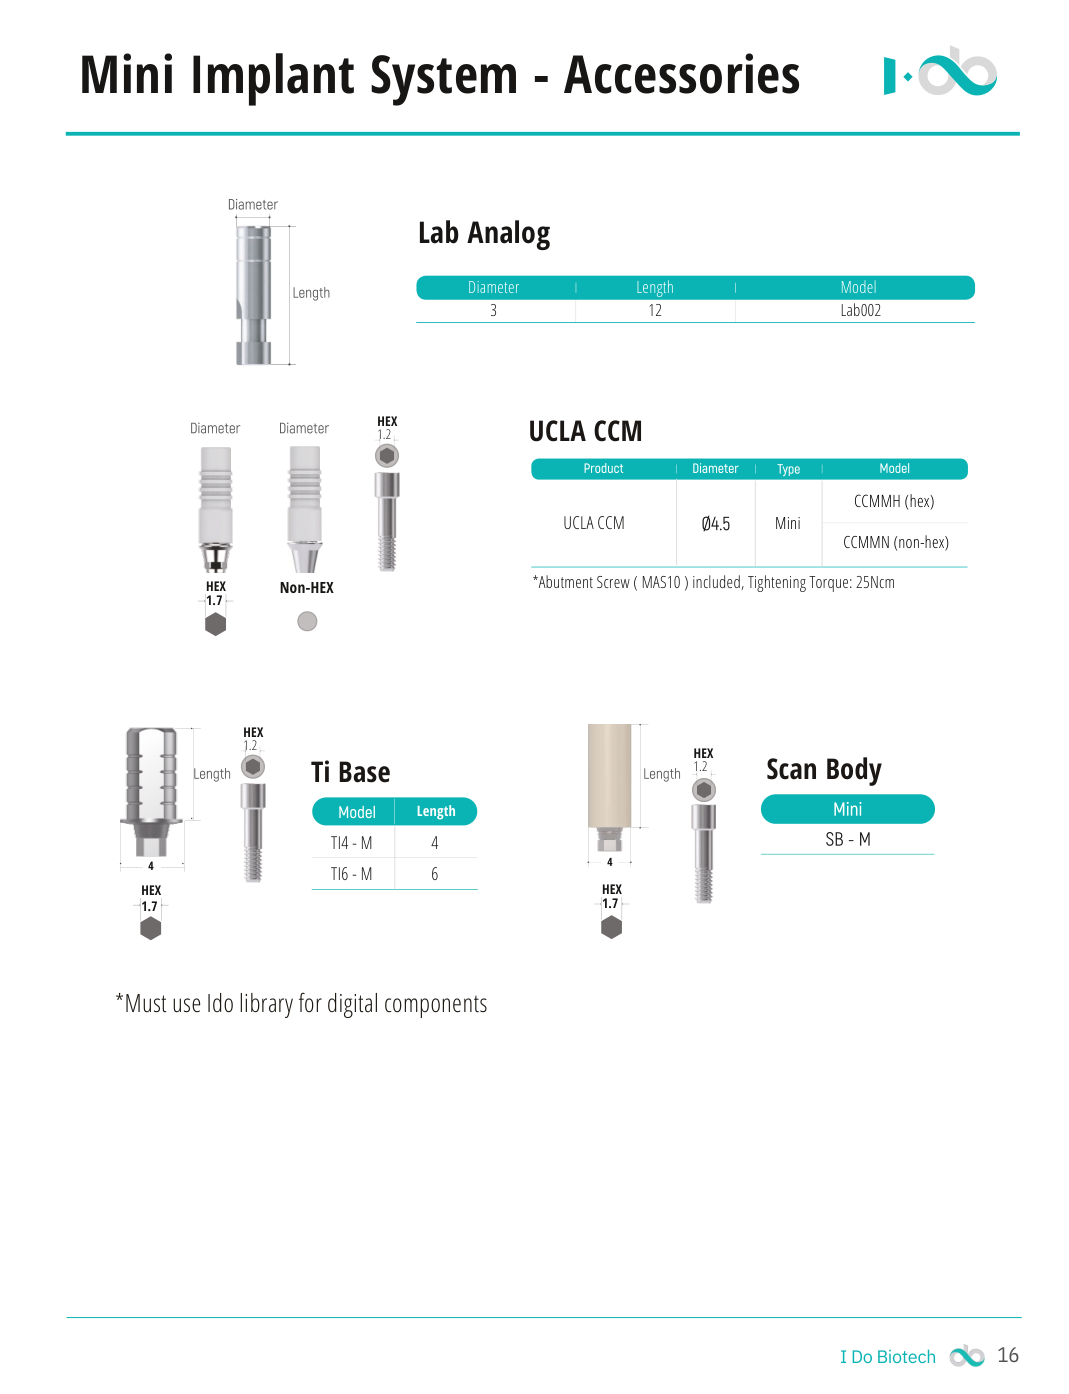 Mini Implant System - Accessories
Diameter
Length
Lab Analog
Diameter Length Model
3 12 Lab002
Diameter Diameter HEX
1.2
HEX
1.7
Non-HEX
UCLA CCM
Product Diameter Type Model
UCLA CCM Ø4.5 Mini CCMMH (hex)
CCMMN (non-hex)
*Abutment Screw ( MAS10 ) included, Tightening Torque: 25Ncm
Length
4
HEX
1.7
HEX
1.2
Ti Base
Model Length
TI4 - M 4
TI6 - M 6
Length
4
HEX
1.7
HEX
1.2
Scan Body
Mini
SB - M
*Must use Ido library for digital components
I Do Biotech 16